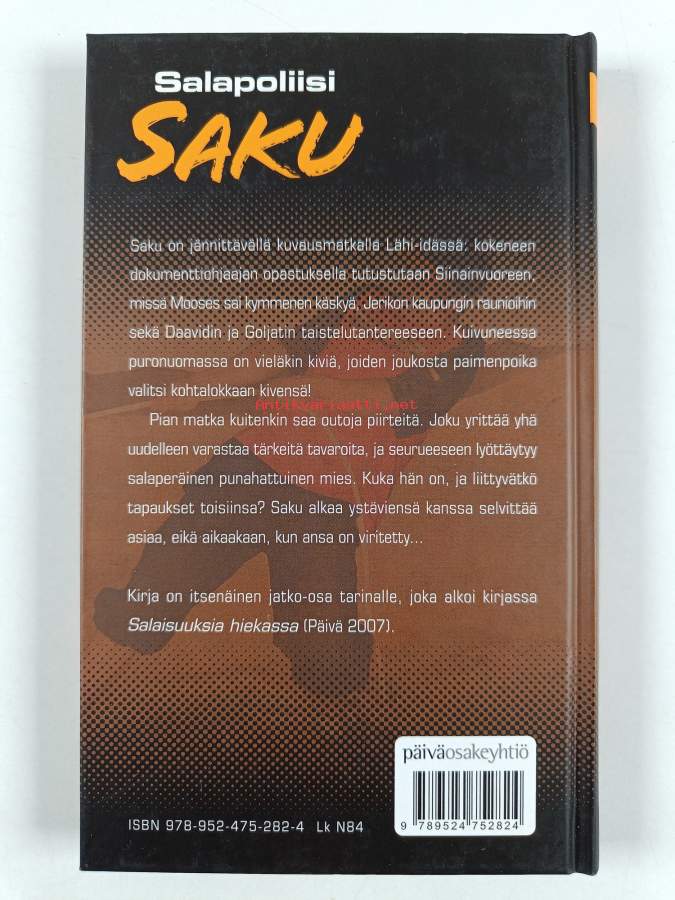 Salapoliisi
SAKU
Saku on jännittävällä kuvausmatkalla Lähi-idässä: kokeneen
dokumenttiohjaajan opastuksella tutustutaan Siinainvuoreen,
missä Mooses sai kymmenen käskyä, Jerikon kaupungin raunioihin
sekä Daavidin ja Goljatin taistelutantereeseen. Kuivuneessa
puronuomassa on vieläkin kiviä, joiden joukosta paimenpoika
valitsi kohtalokkaan kivensä!
Antikvariaatti.net
Pian matka kuitenkin saa outoja piirteitä. Joku yrittää yhä
uudelleen varastaa tärkeitä tavaroita, ja seurueeseen lyöttäytyy
salaperäinen punahattuinen mies. Kuka hän on, ja liittyvätkö
tapaukset toisiinsa? Saku alkaa ystäviensä kanssa selvittää
asiaa, eikä aikaakaan, kun ansa on viritetty...
Kirja on itsenäinen jatko-osa tarinalle, joka alkoi kirjassa
Salaisuuksia hiekassa (Päivä 2007).
päiväosakeyhtiö
ISBN 978-952-475-282-4 Lk N84
9 789524 752824